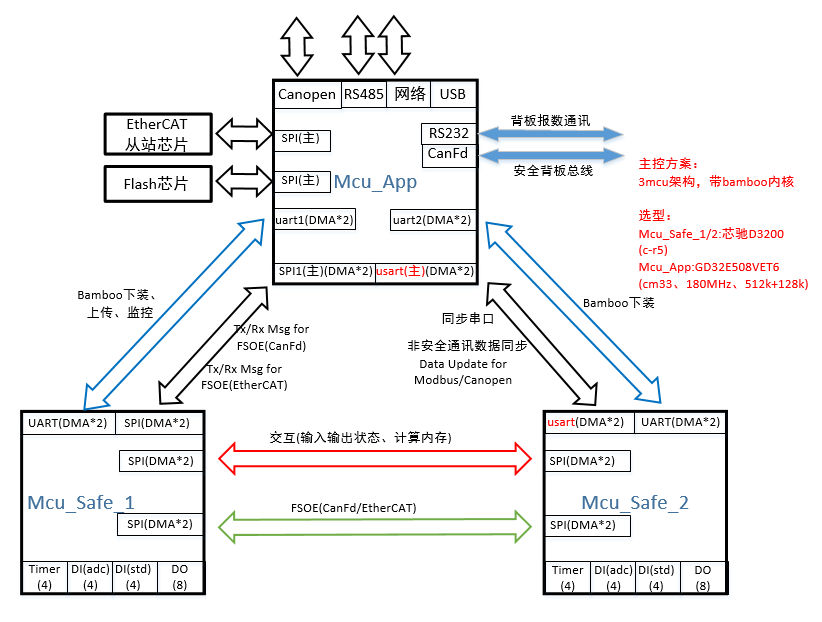 Canopen
RS485
网络
USB
EtherCAT
从站芯片
SPI(主)
RS232
CanFd
背板报数通讯
安全背板总线
Flash芯片
SPI(主)
Mcu_App
uart1(DMA*2)
uart2(DMA*2)
SPI1(主)(DMA*2)
usart(主)(DMA*2)
主控方案：
3mcu架构，带bamboo内核
选型：
Mcu_Safe_1/2:芯驰D3200
(c-r5)
Mcu_App:GD32E508VET6
(cm33、180MHz、512k+128k)
Bamboo下装、
上传、监控
Tx/Rx Msg for
FSOE(CanFd)
Tx/Rx Msg for
FSOE(EtherCAT)
同步串口
非安全通讯数据同步
Data Update for
Modbus/Canopen
Bamboo下装
UART(DMA*2)
SPI(DMA*2)
SPI(DMA*2)
Mcu_Safe_1
SPI(DMA*2)
Timer
(4)
DI(adc)
(4)
DI(std)
(4)
DO
(8)
交互(输入输出状态、计算内存)
FSOE(CanFd/EtherCAT)
usart(DMA*2)
UART(DMA*2)
SPI(DMA*2)
Mcu_Safe_2
SPI(DMA*2)
Timer
(4)
DI(adc)
(4)
DI(std)
(4)
DO
(8)